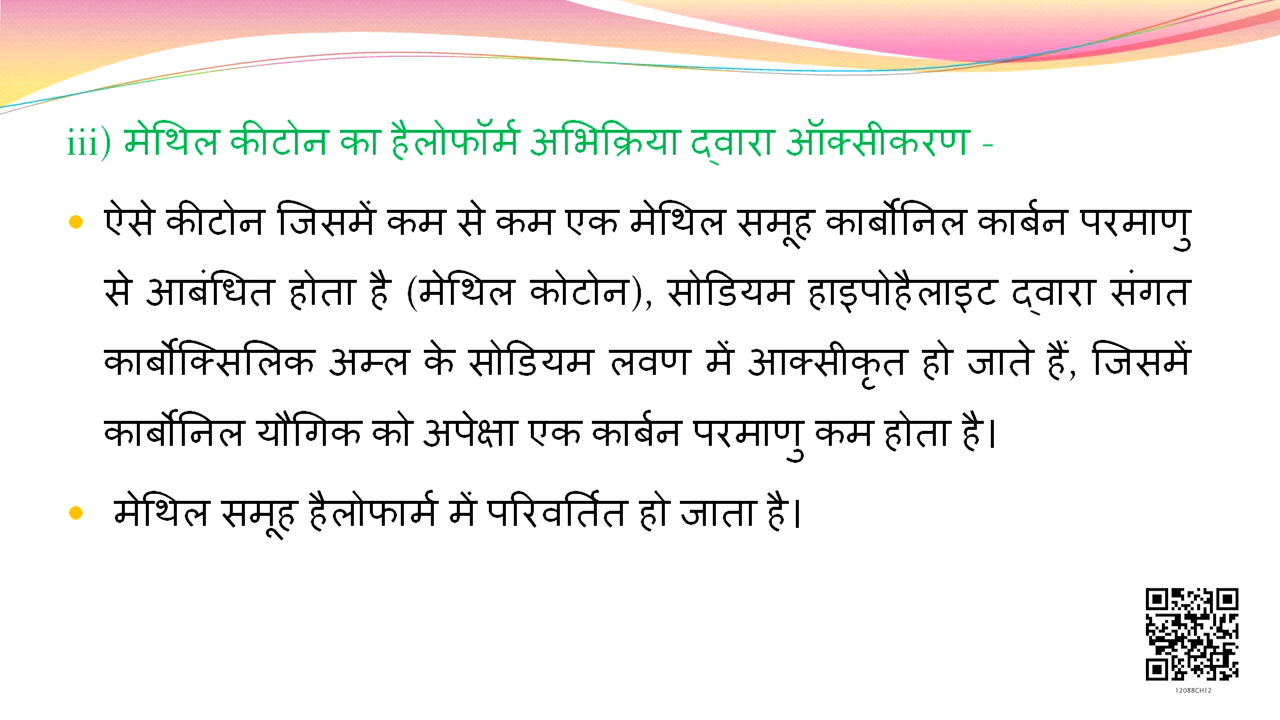 iii) मेथिल कीटोन का हैलोफॉर्म अभिक्रिया द्वारा ऑक्सीकरण -
• ऐसे कीटोन जिसमें कम से कम एक मेथिल समूह कार्बोनिल कार्बन परमाणु
से आबंधित होता है (मेथिल कोटोन), सोडियम हाइपोहैलाइट द्वारा संगत
कार्बोक्सिलिक अम्ल के सोडियम लवण में आक्सीकृत हो जाते हैं, जिसमें
कार्बोनिल यौगिक को अपेक्षा एक कार्बन परमाणु कम होता है।
• मेथिल समूह हैलोफार्म में परिवर्तित हो जाता है।
12088CH12